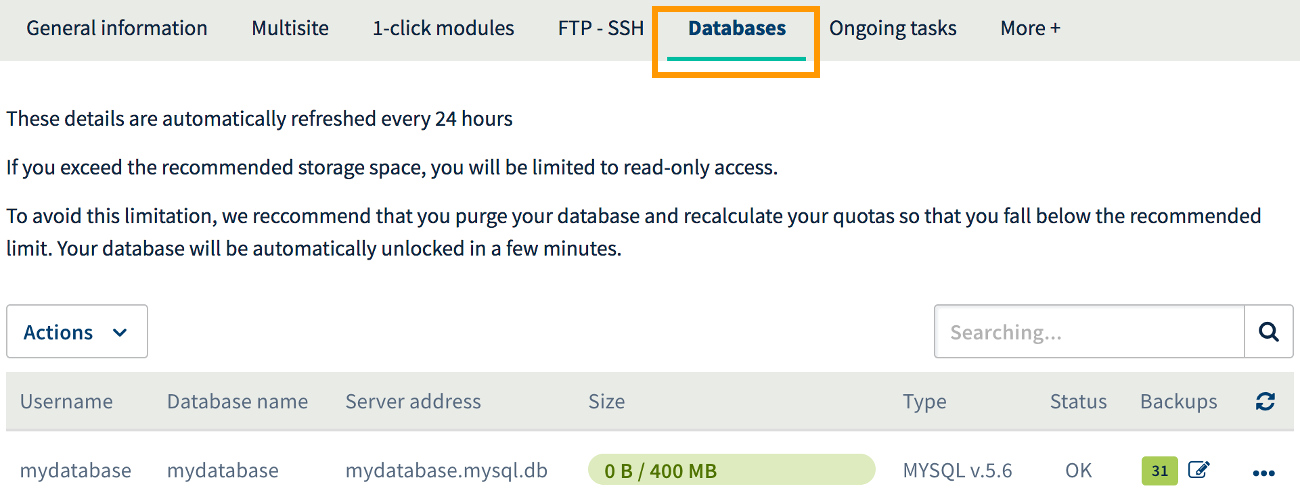 General information Multisite 1-click modules FTP - SSH Databases Ongoing tasks More +
These details are automatically refreshed every 24 hours
If you exceed the recommended storage space, you will be limited to read-only access.
To avoid this limitation, we reccommend that you purge your database and recalculate your quotas so that you fall below the recommended
limit. Your database will be automatically unlocked in a few minutes.
Actions Searching...
Username Database name Server address Size Type Status Backups
mydatabase mydatabase mydatabase.mysql.db 0 B / 400 MB MYSQL v.5.6 OK 31